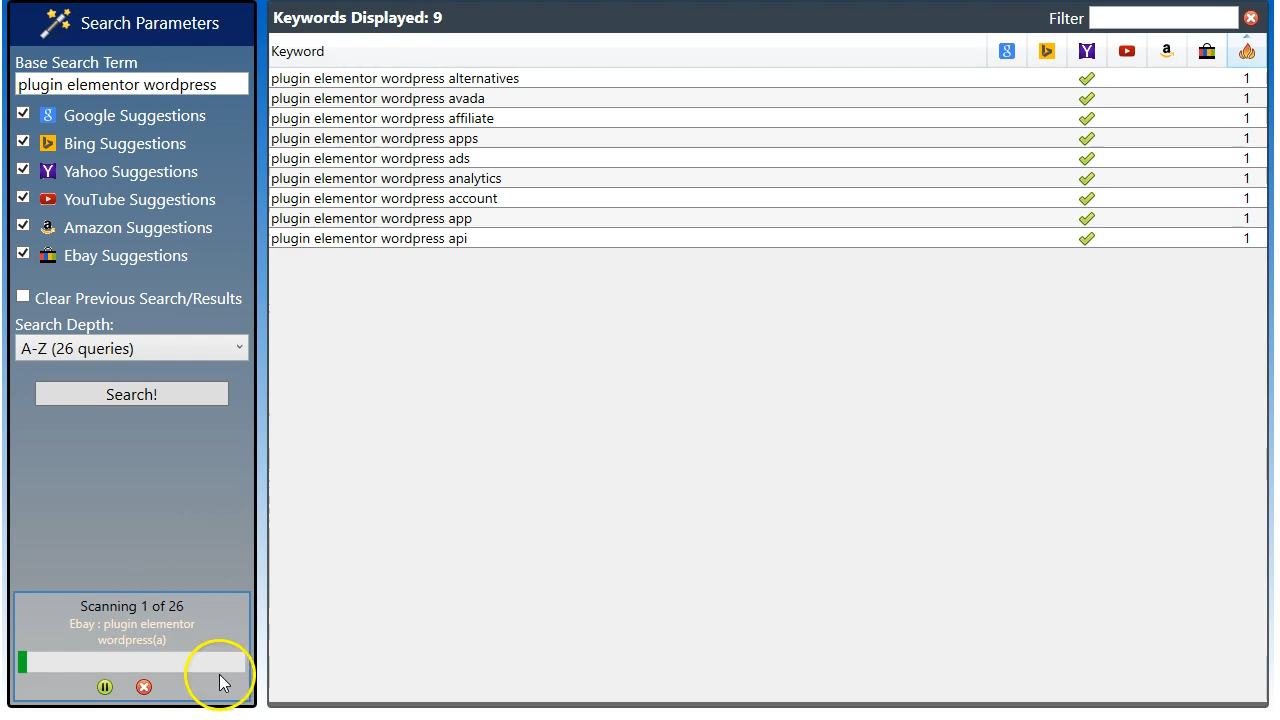 Search Parameters
Base Search Term
plugin elementor wordpress
Google Suggestions
Bing Suggestions
Yahoo Suggestions
YouTube Suggestions
Amazon Suggestions
Ebay Suggestions
Clear Previous Search/Results
Search Depth:
A-Z (26 queries)
Search!
Scanning 1 of 26
Ebay : plugin elementor
wordpress(a)
Keywords Displayed: 9
Filter
Keyword
plugin elementor wordpress alternatives 1
plugin elementor wordpress avada 1
plugin elementor wordpress affiliate 1
plugin elementor wordpress apps 1
plugin elementor wordpress ads 1
plugin elementor wordpress analytics 1
plugin elementor wordpress account 1
plugin elementor wordpress app 1
plugin elementor wordpress api 1